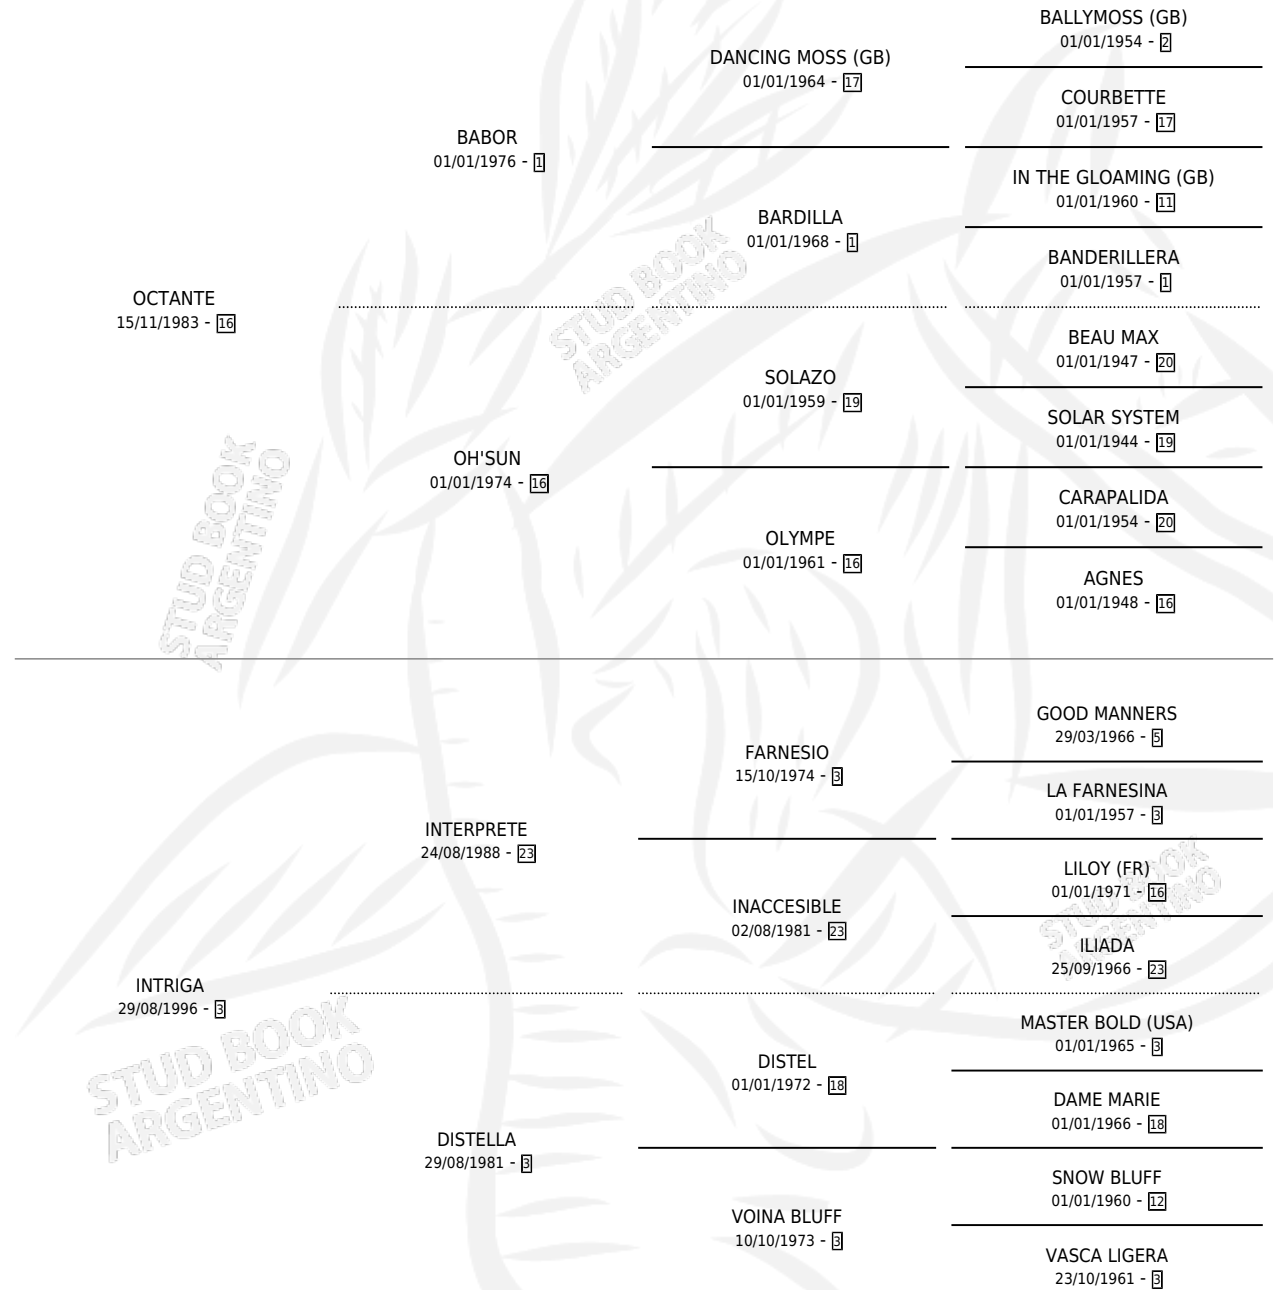 BALLYMOSS (GB)
01/01/1954 - 2
DANCING MOSS (GB)
01/01/1964 - 17
COURBETTE
01/01/1957 - 17
BABOR
01/01/1976 - 1
IN THE GLOAMING (GB)
01/01/1960 - 11
BARDILLA
01/01/1968 - 1
BANDERILLERA
01/01/1957 - 1
OCTANTE
15/11/1983 - 16
BEAU MAX
01/01/1947 - 20
SOLAZO
01/01/1959 - 19
SOLAR SYSTEM
01/01/1944 - 19
OH'SUN
01/01/1974 - 16
CARAPALIDA
01/01/1954 - 20
OLYMPE
01/01/1961 - 16
AGNES
01/01/1948 - 16
GOOD MANNERS
29/03/1966 - 5
FARNESIO
15/10/1974 - 3
LA FARNESINA
01/01/1957 - 3
INTERPRETE
24/08/1988 - 23
LILOY (FR)
01/01/1971 - 16
INACCESIBLE
02/08/1981 - 23
ILIADA
25/09/1966 - 23
INTRIGA
29/08/1996 - 3
MASTER BOLD (USA)
01/01/1965 - 3
DISTEL
01/01/1972 - 18
DAME MARIE
01/01/1966 - 18
DISTELLA
29/08/1981 - 3
SNOW BLUFF
01/01/1960 - 12
VOINA BLUFF
10/10/1973 - 3
VASCA LIGERA
23/10/1961 - 3
STUD BOOK
ARGENTINO
STUD BOOK
ARGENTINO
STUD BOOK
ARGENTINO
STUD BOOK
ARGENTINO